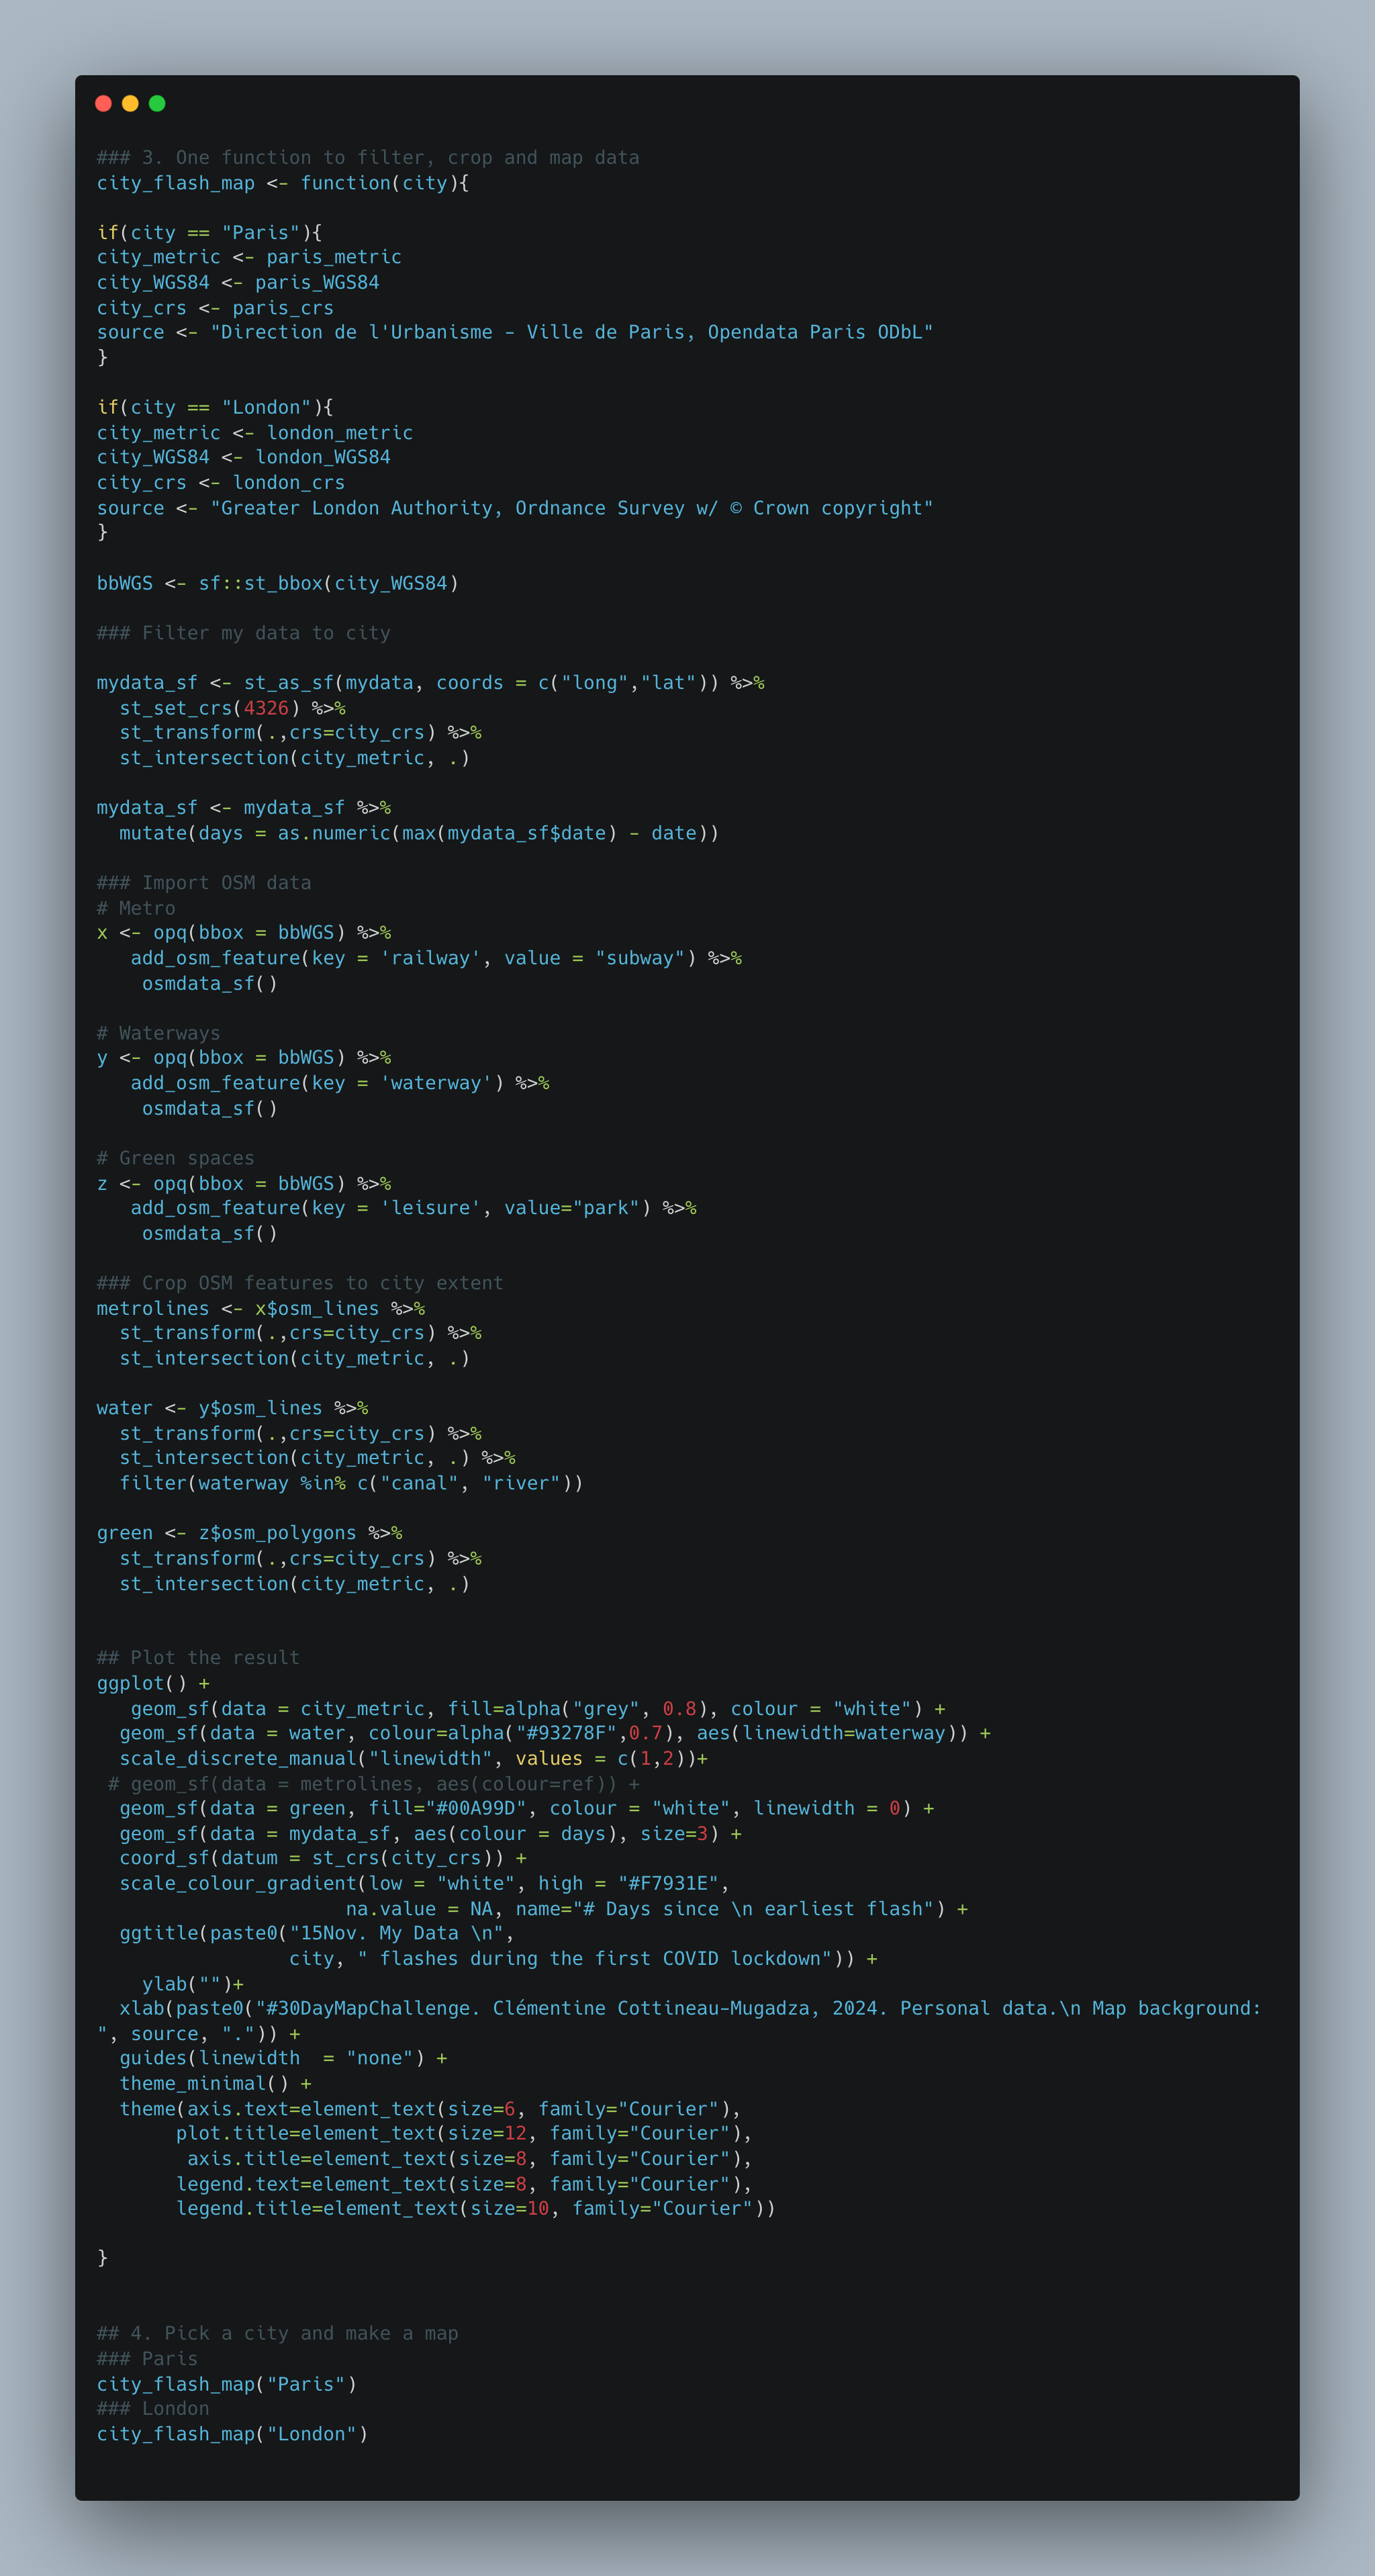 ### 3. One function to filter, crop and map data
city_flash_map <- function(city){
if(city == "Paris"){
city_metric <- paris_metric
city_WGS84 <- paris_WGS84
city_crs <- paris_crs
source <- "Direction de l'Urbanisme - Ville de Paris, Opendata Paris ODbL"
}
if(city == "London"){
city_metric <- london_metric
city_WGS84 <- london_WGS84
city_crs <- london_crs
source <- "Greater London Authority, Ordnance Survey w/ © Crown copyright"
}
bbWGS <- sf::st_bbox(city_WGS84)
### Filter my data to city
mydata_sf <- st_as_sf(mydata, coords = c("long","lat")) %>%
  st_set_crs(4326) %>%
  st_transform(.,crs=city_crs) %>%
  st_intersection(city_metric, .)
mydata_sf <- mydata_sf %>%
  mutate(days = as.numeric(max(mydata_sf$date) - date))
### Import OSM data
# Metro
x <- opq(bbox = bbWGS) %>%
   add_osm_feature(key = 'railway', value = "subway") %>%
    osmdata_sf()
# Waterways
y <- opq(bbox = bbWGS) %>%
   add_osm_feature(key = 'waterway') %>%
    osmdata_sf()
# Green spaces
z <- opq(bbox = bbWGS) %>%
   add_osm_feature(key = 'leisure', value="park") %>%
    osmdata_sf()
### Crop OSM features to city extent
metrolines <- x$osm_lines %>%
  st_transform(.,crs=city_crs) %>%
  st_intersection(city_metric, .)
water <- y$osm_lines %>%
  st_transform(.,crs=city_crs) %>%
  st_intersection(city_metric, .) %>%
  filter(waterway %in% c("canal", "river"))
green <- z$osm_polygons %>%
  st_transform(.,crs=city_crs) %>%
  st_intersection(city_metric, .)
## Plot the result
ggplot() +
   geom_sf(data = city_metric, fill=alpha("grey", 0.8), colour = "white") +
  geom_sf(data = water, colour=alpha("#93278F",0.7), aes(linewidth=waterway)) +
  scale_discrete_manual("linewidth", values = c(1,2))+
 # geom_sf(data = metrolines, aes(colour=ref)) +
  geom_sf(data = green, fill="#00A99D", colour = "white", linewidth = 0) +
  geom_sf(data = mydata_sf, aes(colour = days), size=3) +
  coord_sf(datum = st_crs(city_crs)) +
  scale_colour_gradient(low = "white", high = "#F7931E",
                      na.value = NA, name="# Days since \n earliest flash") +
  ggtitle(paste0("15Nov. My Data \n",
                 city, " flashes during the first COVID lockdown")) +
    ylab("")+
  xlab(paste0("#30DayMapChallenge. Clémentine Cottineau-Mugadza, 2024. Personal data.\n Map background:
", source, ".")) +
  guides(linewidth  = "none") +
  theme_minimal() +
  theme(axis.text=element_text(size=6, family="Courier"),
       plot.title=element_text(size=12, family="Courier"),
        axis.title=element_text(size=8, family="Courier"),
       legend.text=element_text(size=8, family="Courier"),
       legend.title=element_text(size=10, family="Courier"))
}
## 4. Pick a city and make a map
### Paris
city_flash_map("Paris")
### London
city_flash_map("London")